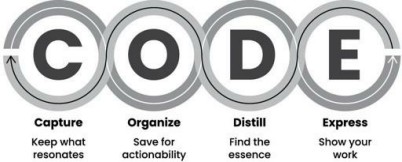 C O D E
Capture Organize Distill Express
Keep what Save for Find the Show your
resonates actionability essence work